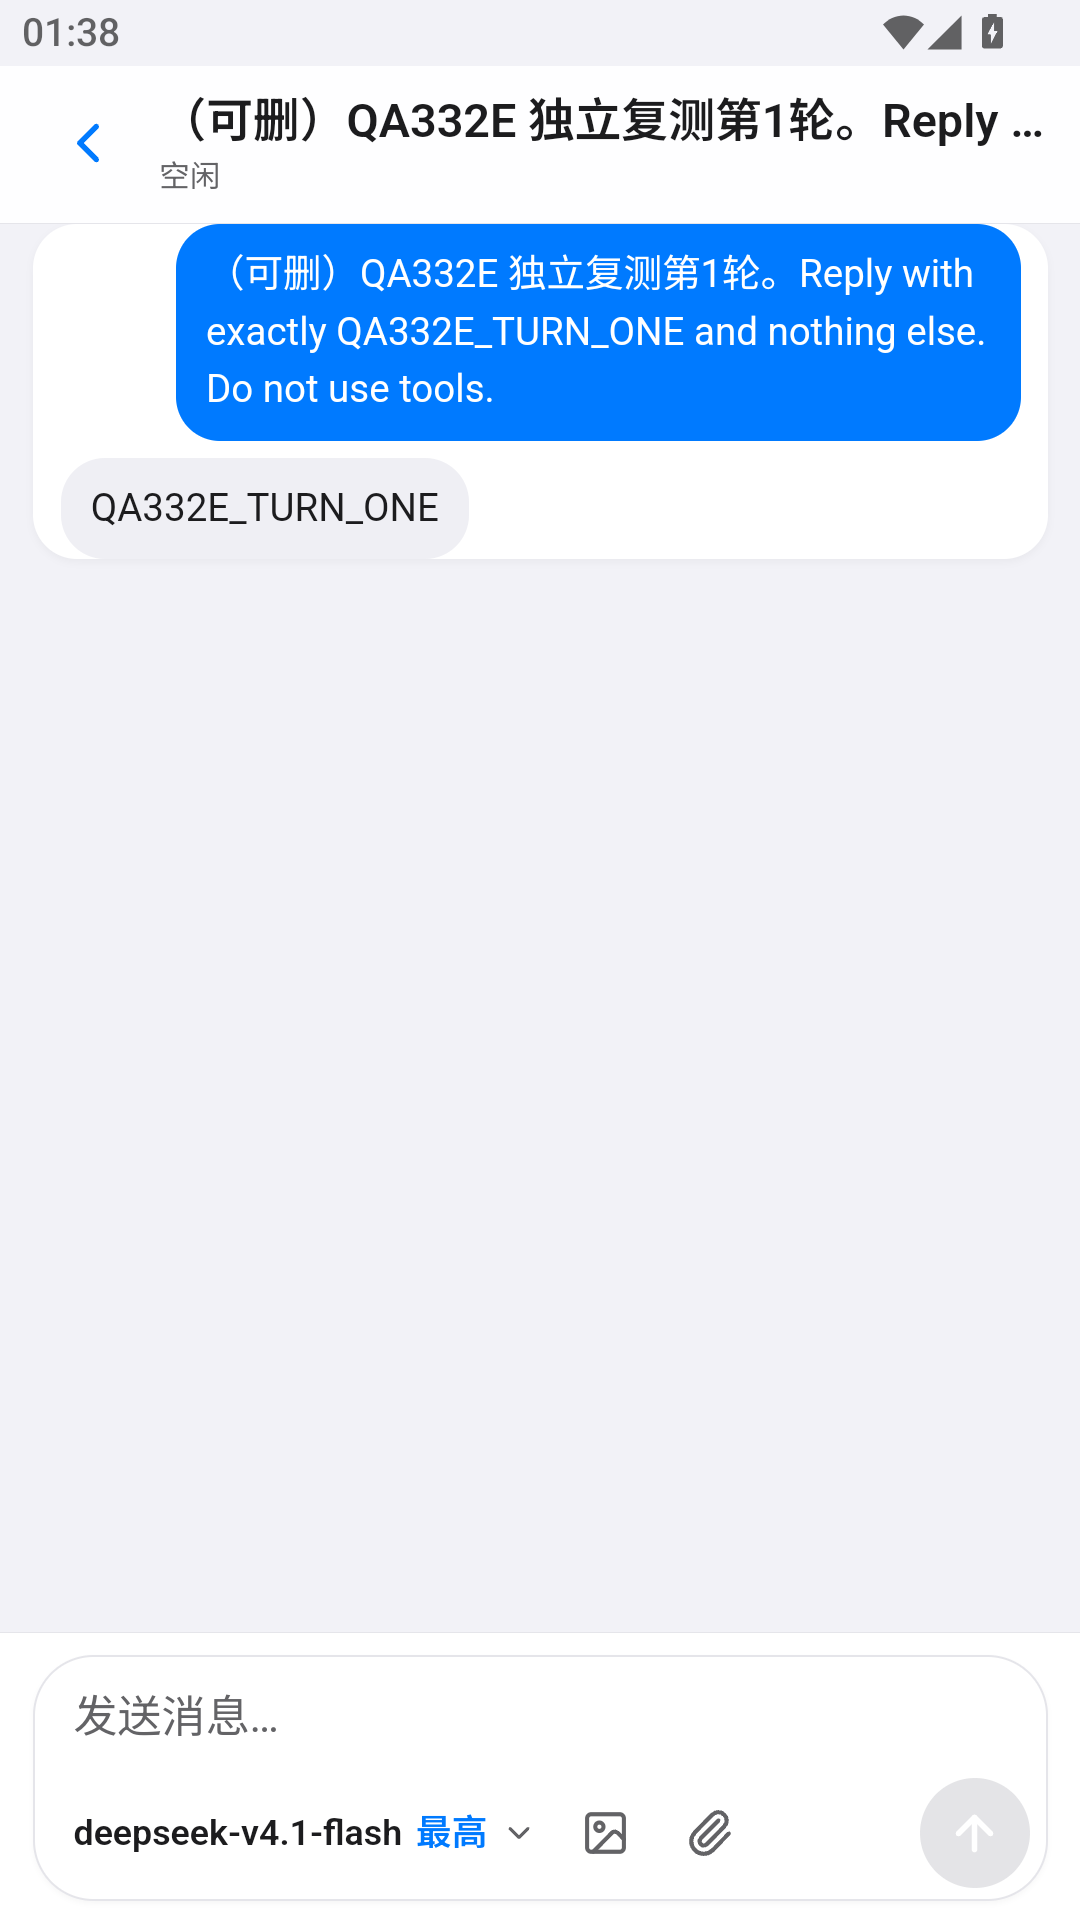 01:38
（可删）QA332E 独立复测第1轮。Reply ...
空闲
（可删）QA332E 独立复测第1轮。Reply with
exactly QA332E_TURN_ONE and nothing else.
Do not use tools.
QA332E_TURN_ONE
发送消息...
deepseek-v4.1-flash 最高